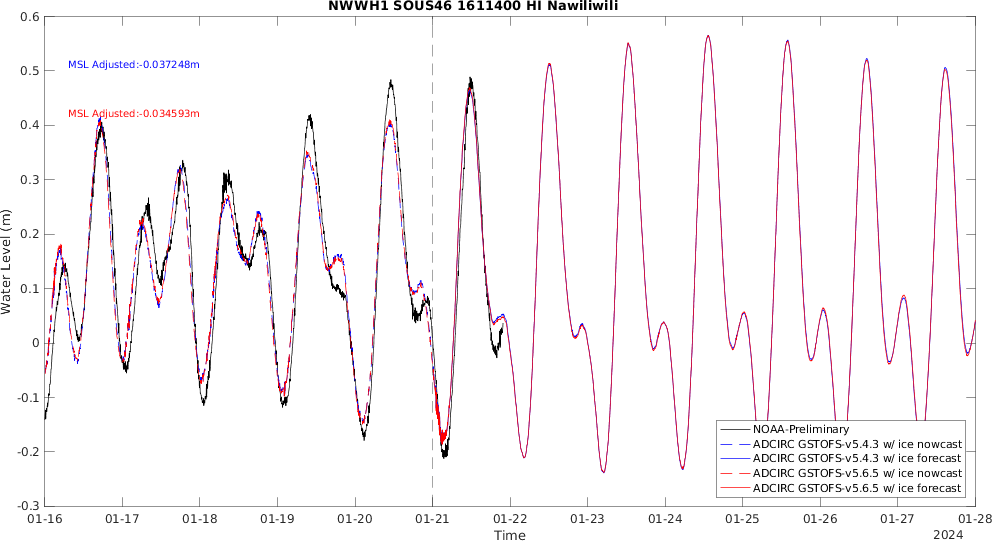 NWWH1 SOUS46 1611400 HI Nawiliwili
0.6
0.5
0.4
0.3
0.2
0.1
0
-0.1
-0.2
-0.3
Water Level (m)
MSL Adjusted:-0.037248m
MSL Adjusted:-0.034593m
NOAA-Preliminary
ADCIRC GSTOFS-v5.4.3 w/ ice nowcast
ADCIRC GSTOFS-v5.4.3 w/ ice forecast
ADCIRC GSTOFS-v5.6.5 w/ ice nowcast
ADCIRC GSTOFS-v5.6.5 w/ ice forecast
01-16 01-17 01-18 01-19 01-20 01-21 01-22 01-23 01-24 01-25 01-26 01-27 01-28
Time
2024